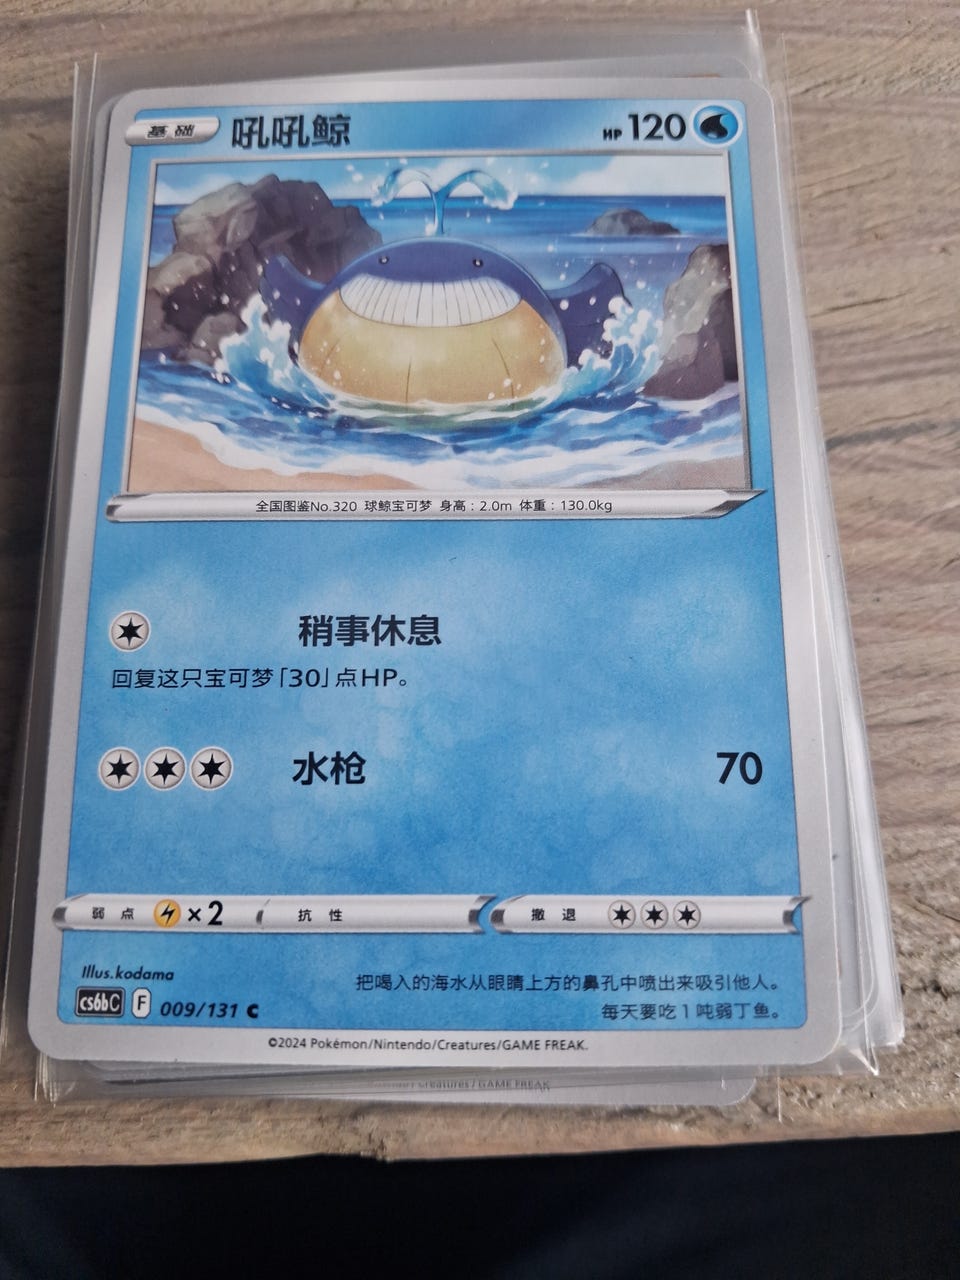 基础 吼吼鲸 HP 120
全国图鉴No.320 球鲸宝可梦 身高：2.0m 体重：130.0kg
稍事休息
回复这只宝可梦「30」点HP。
水枪 70
弱点 ×2 抗性 撤退
Illus.kodama
把喝入的海水从眼睛上方的鼻孔中喷出来吸引他人。
cs6bC F 009/131 C
每天要吃1吨弱丁鱼。
©2024 Pokémon/Nintendo/Creatures/GAME FREAK.
Creatures/GAME FREAK